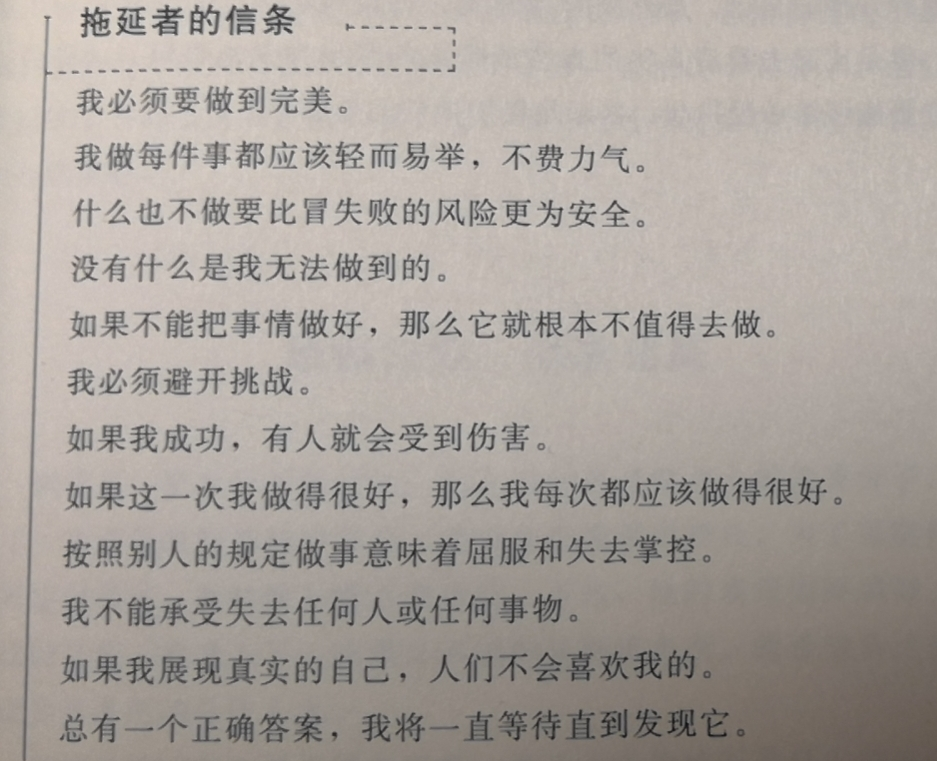 拖延者的信条
我必须要做到完美。
我做每件事都应该轻而易举，不费力气。
什么也不做要比冒失败的风险更为安全。
没有什么是我无法做到的。
如果不能把事情做好，那么它就根本不值得去做。
我必须避开挑战。
如果我成功，有人就会受到伤害。
如果这一次我做得很好，那么我每次都应该做得很好。
按照别人的规定做事意味着屈服和失去掌控。
我不能承受失去任何人或任何事物。
如果我展现真实的自己，人们不会喜欢我的。
总有一个正确答案，我将一直等待直到发现它。